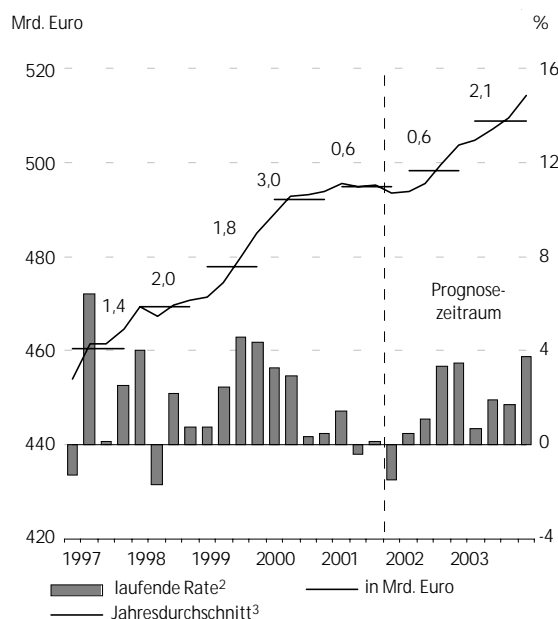 Mrd. Euro %
520 16
2,1
0,6 0,6
500 12
3,0
1,8
480 8
2,0
Prognose-
1,4 zeitraum
460 4
440 0
420 -4
1997 1998 1999 2000 2001 2002 2003
laufende Rate² in Mrd. Euro
Jahresdurchschnitt³